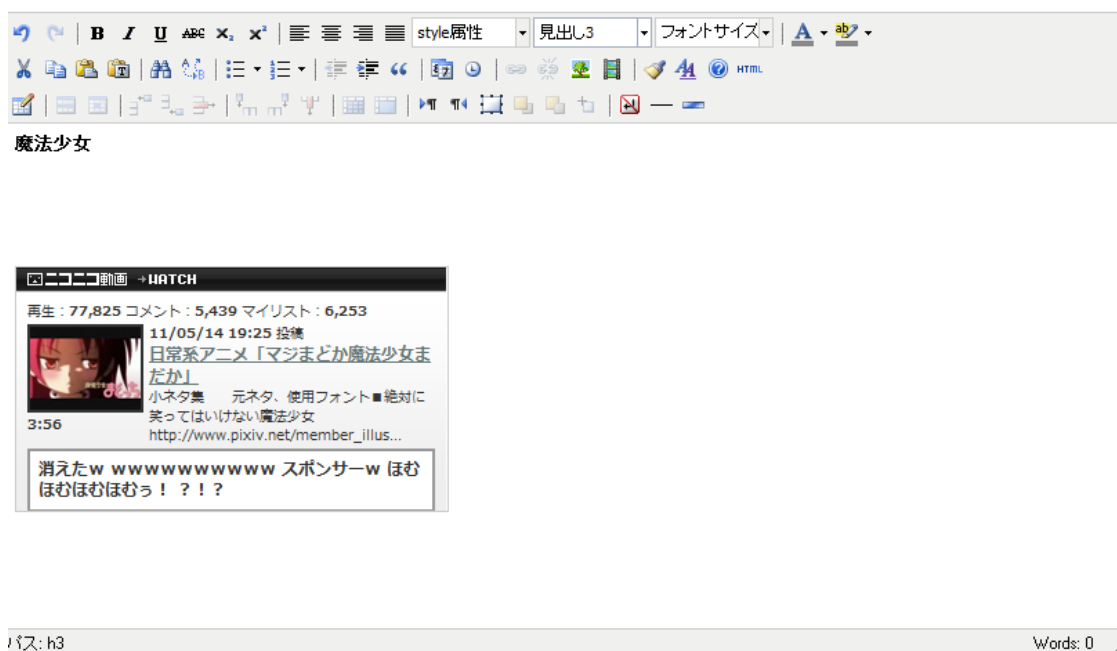 B I U ABC x₂ x² style属性 見出し3 フォントサイズ A ab
HTML
魔法少女
ニコニコ動画 →WATCH
再生：77,825 コメント：5,439 マイリスト：6,253
11/05/14 19:25 投稿
日常系アニメ「マジまどか魔法少女ま
だか」
小ネタ集　　元ネタ、使用フォント■絶対に
笑ってはいけない魔法少女
http://www.pixiv.net/member_illus...
3:56
消えたw wwwwwwwwww スポンサーw ほむ
ほむほむほむぅ！ ？！？
パス: h3 Words: 0